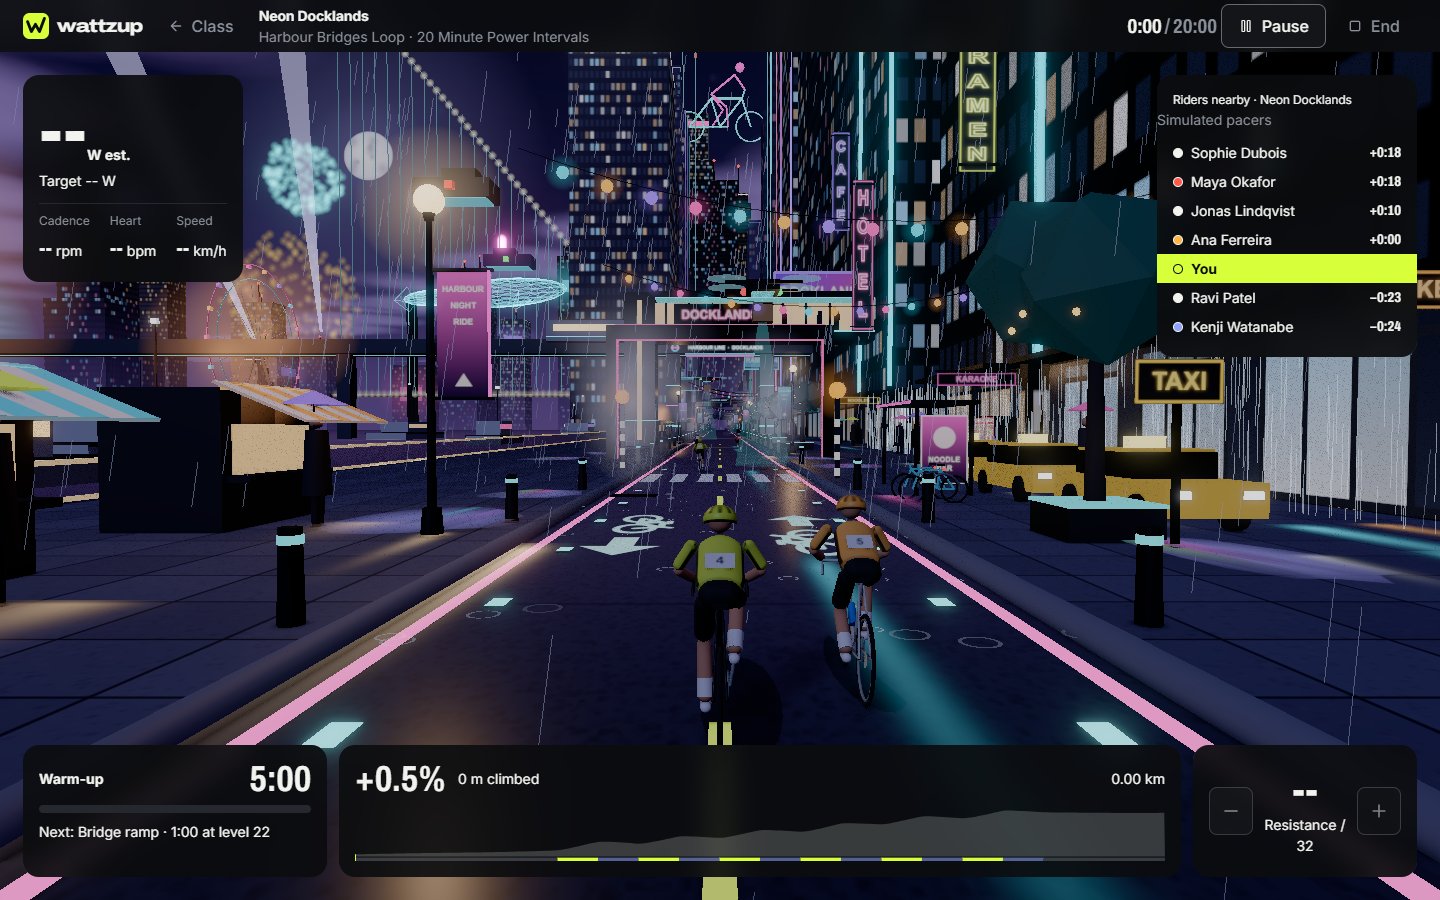 wattzup
Class
Neon Docklands
Harbour Bridges Loop · 20 Minute Power Intervals
0:00 / 20:00
Pause
End
--
W est.
Target -- W
Cadence Heart Speed
-- rpm -- bpm -- km/h
Riders nearby · Neon Docklands
Simulated pacers
Sophie Dubois +0:18
Maya Okafor +0:18
Jonas Lindqvist +0:10
Ana Ferreira +0:00
You
Ravi Patel −0:23
Kenji Watanabe −0:24
RAMEN
CAFE
HOTEL
HARBOUR
NIGHT
RIDE
DOCKLANDS
HARBOUR LINE · DOCKLANDS
KARAOKE
TAXI
NOODLE
BAR
4
5
Warm-up 5:00
Next: Bridge ramp · 1:00 at level 22
+0.5% 0 m climbed 0.00 km
--
Resistance /
32